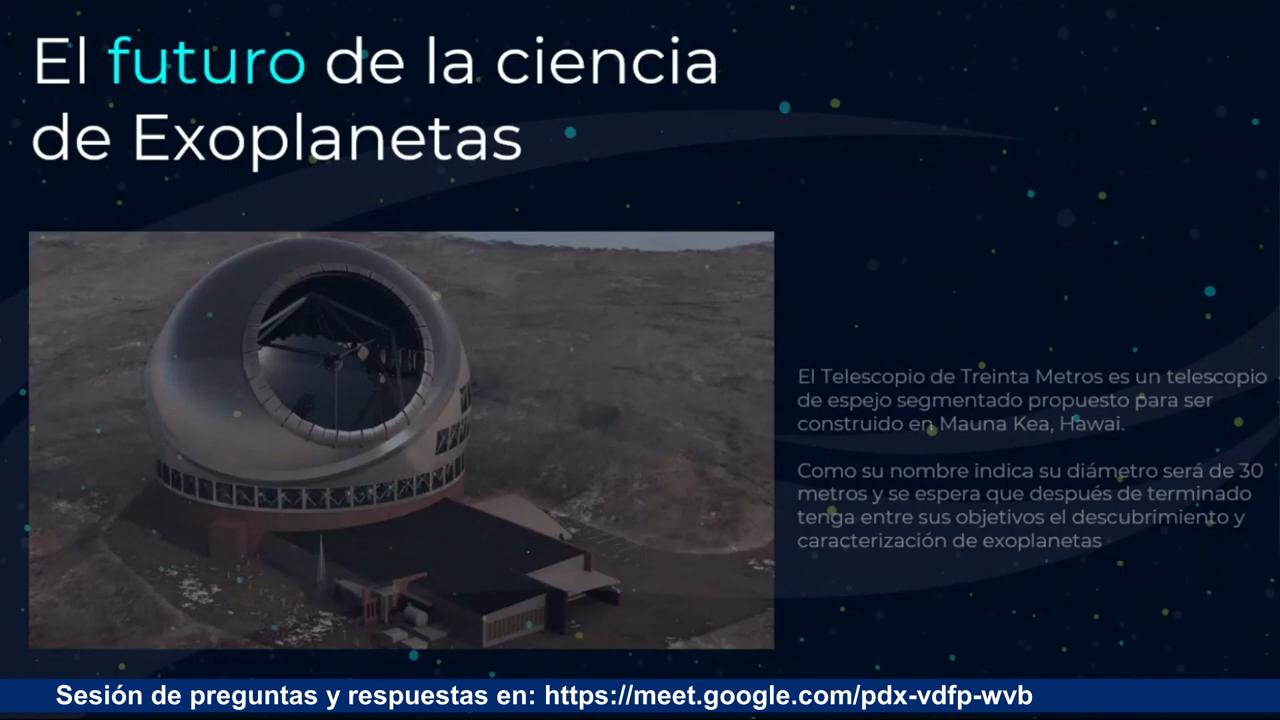 El futuro de la ciencia
de Exoplanetas
El Telescopio de Treinta Metros es un telescopio
de espejo segmentado propuesto para ser
construido en Mauna Kea, Hawai.
Como su nombre indica su diámetro será de 30
metros y se espera que después de terminado
tenga entre sus objetivos el descubrimiento y
caracterización de exoplanetas
Sesión de preguntas y respuestas en: https://meet.google.com/pdx-vdfp-wvb